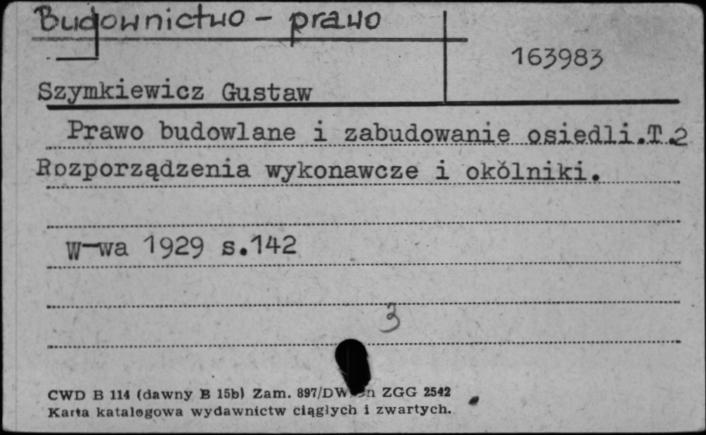 Budownictwo - prawo
163983
Szymkiewicz Gustaw
Prawo budowlane i zabudowanie osiedli.T.2
Rozporządzenia wykonawcze i okólniki.
W-wa 1929 s.142
3
CWD B 114 (dawny B 15b) Zam. 897/DW ZGG 2542
Karta katalogowa wydawnictw ciągłych i zwartych.